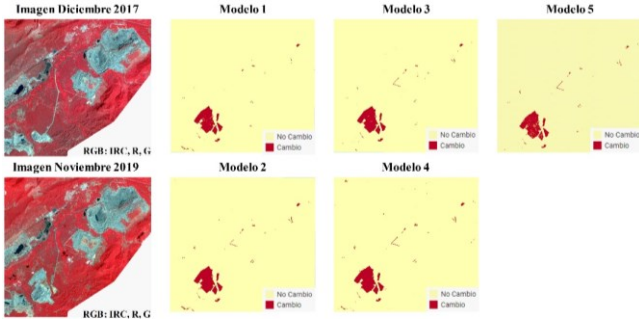 Imagen Diciembre 2017
Modelo 1
Modelo 3
Modelo 5
RGB: IRC, R, G
No Cambio
Cambio
No Cambio
Cambio
No Cambio
Cambio
Imagen Noviembre 2019
Modelo 2
Modelo 4
RGB: IRC, R, G
No Cambio
Cambio
No Cambio
Cambio